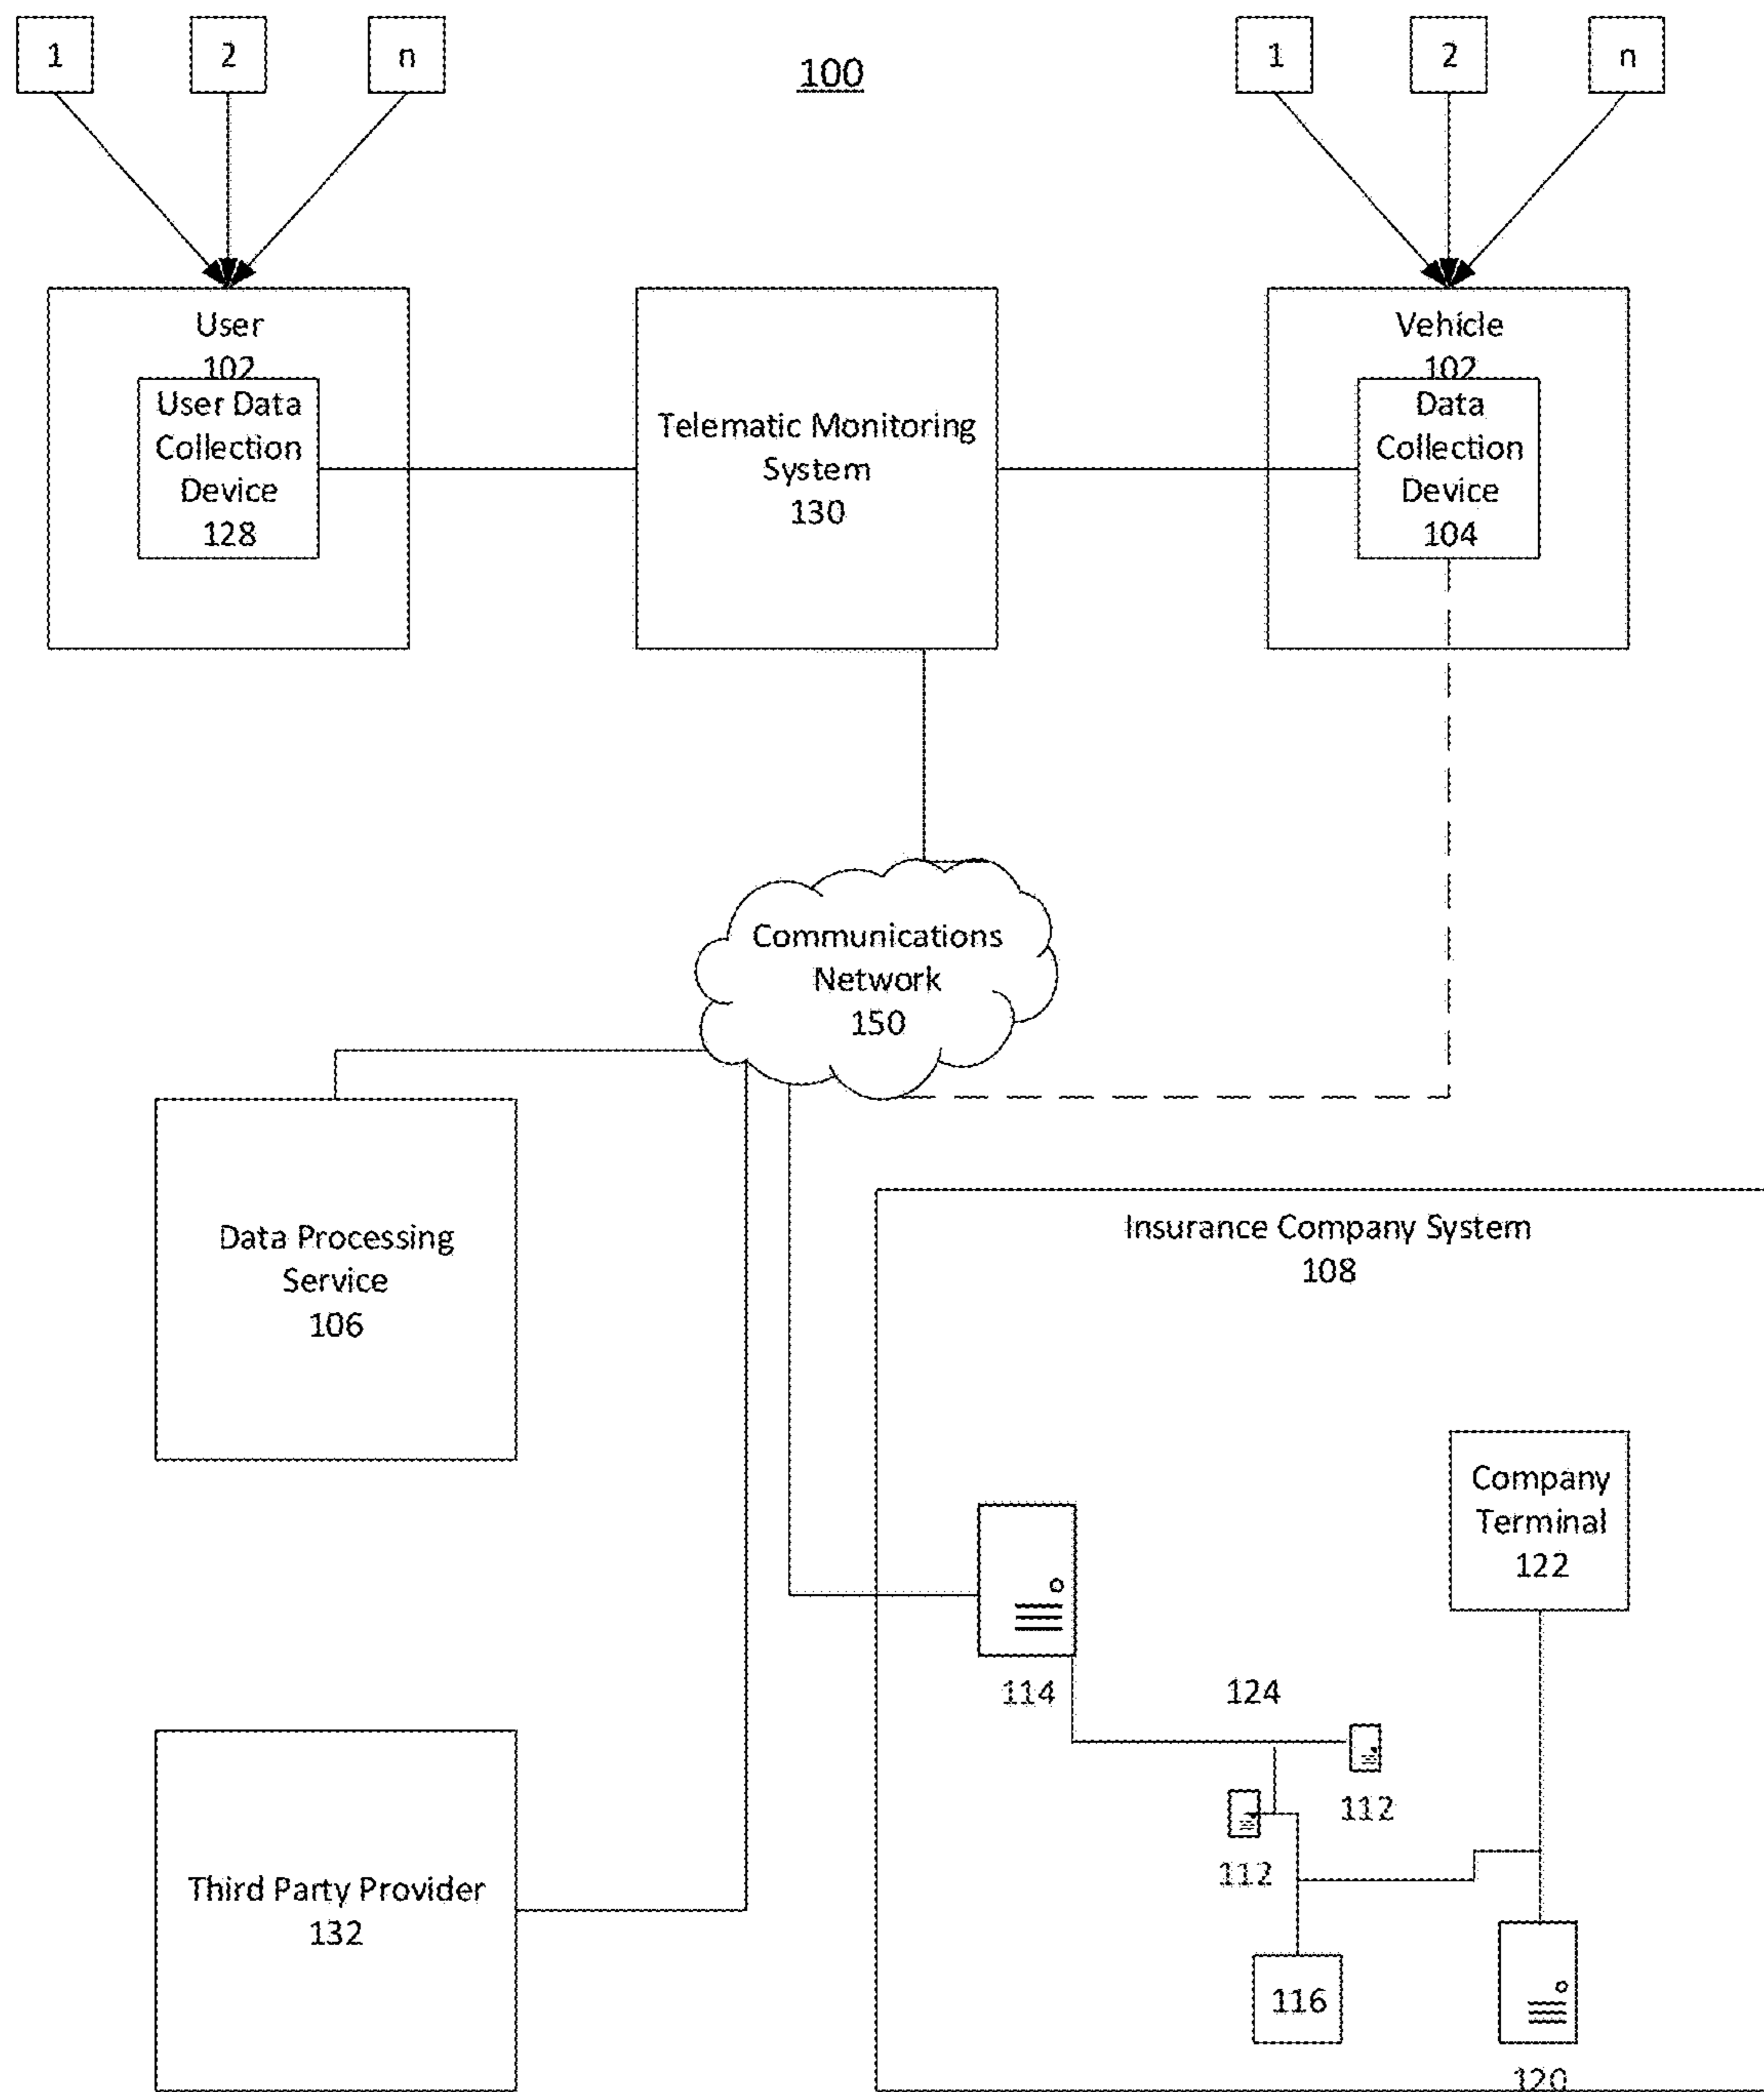 1
2
n
100
1
2
n
User
102
User Data
Collection
Device
128
Telematic Monitoring
System
130
Vehicle
102
Data
Collection
Device
104
Communications
Network
150
Data Processing
Service
106
Insurance Company System
108
Company
Terminal
122
114
124
112
112
Third Party Provider
132
116
120